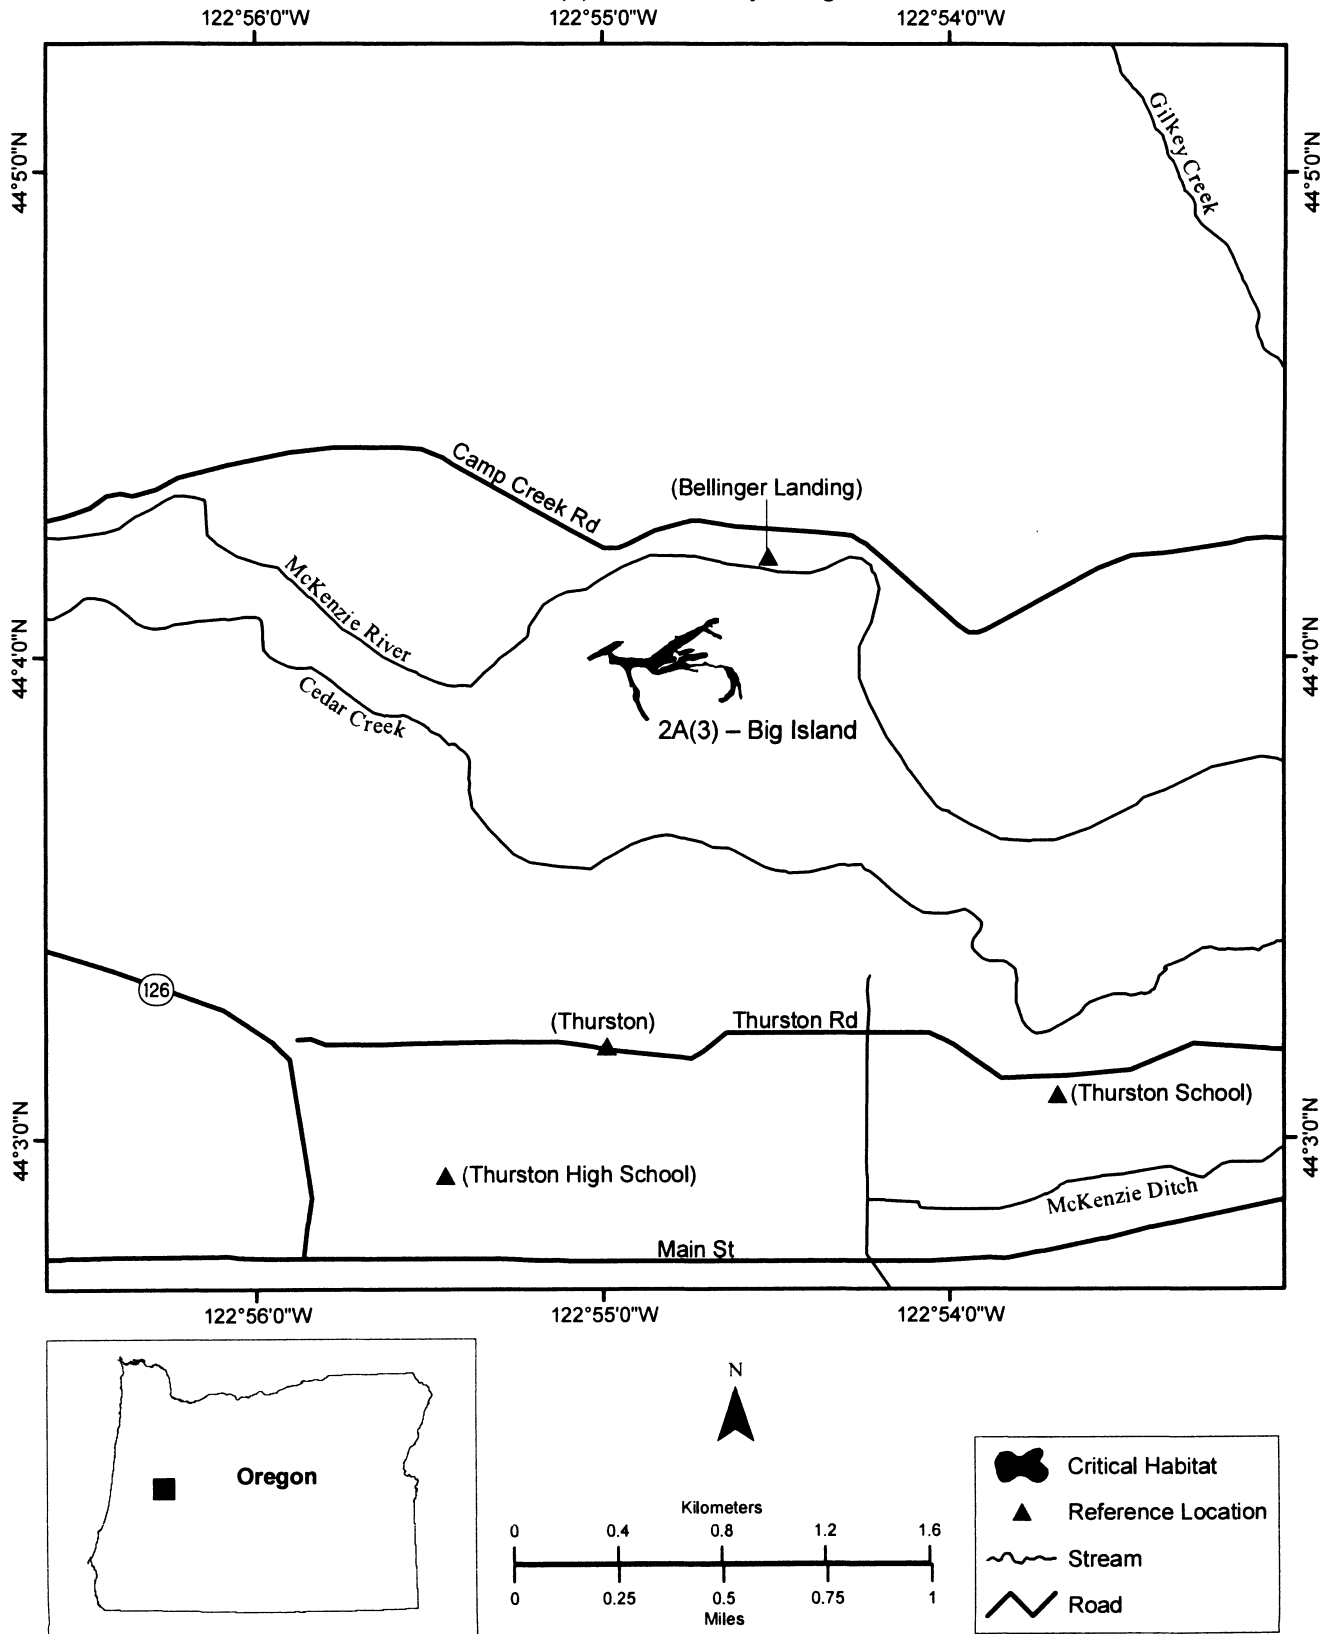 122°56'0"W 122°55'0"W 122°54'0"W
Gilkey Creek
44°5'0"N 44°5'0"N
Camp Creek Rd
(Bellinger Landing)
McKenzie River
44°4'0"N 44°4'0"N
Cedar Creek
2A(3) – Big Island
126
(Thurston)
Thurston Rd
(Thurston School)
44°3'0"N 44°3'0"N
(Thurston High School)
McKenzie Ditch
Main St
122°56'0"W 122°55'0"W 122°54'0"W
N
Oregon
Kilometers
0 0.4 0.8 1.2 1.6
0 0.25 0.5 0.75 1
Miles
Critical Habitat
Reference Location
Stream
Road